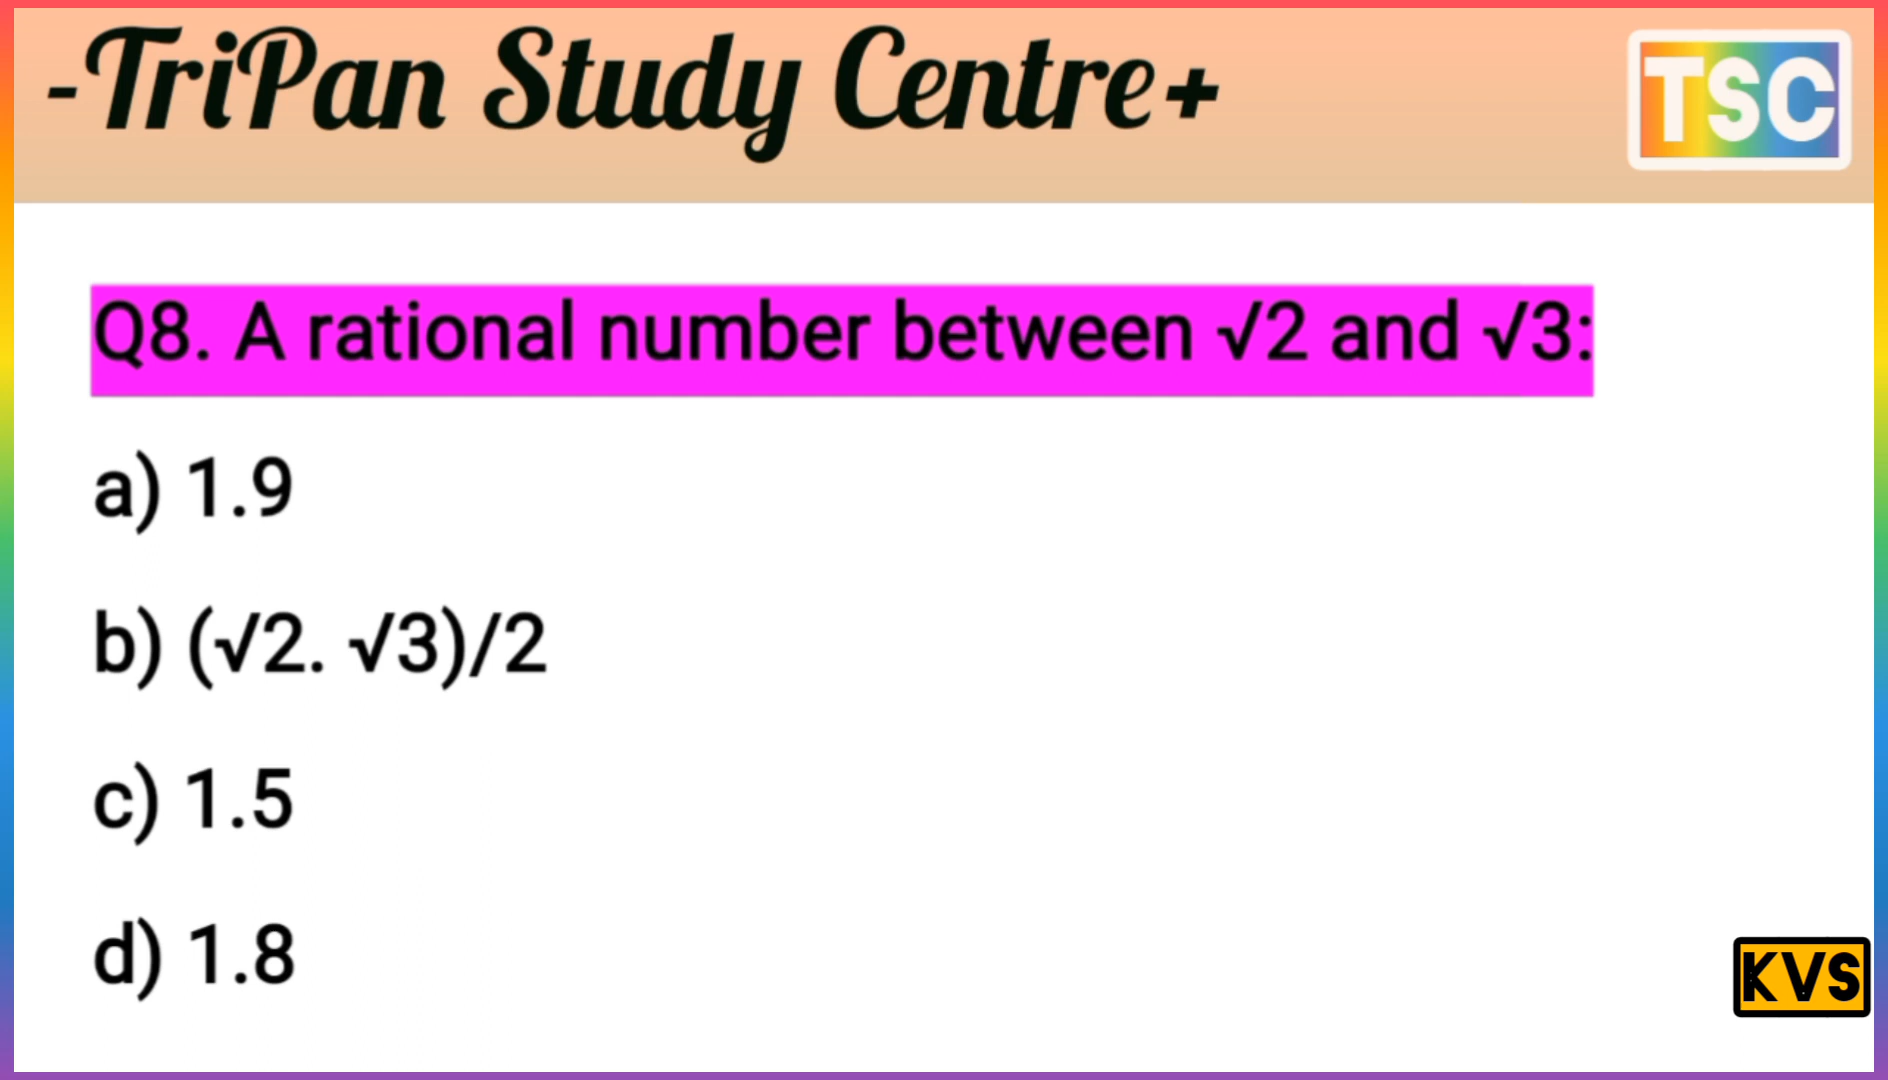 -TriPan Study Centre+
TSC
Q8. A rational number between √2 and √3:
a) 1.9
b) (√2. √3)/2
c) 1.5
d) 1.8
KVS